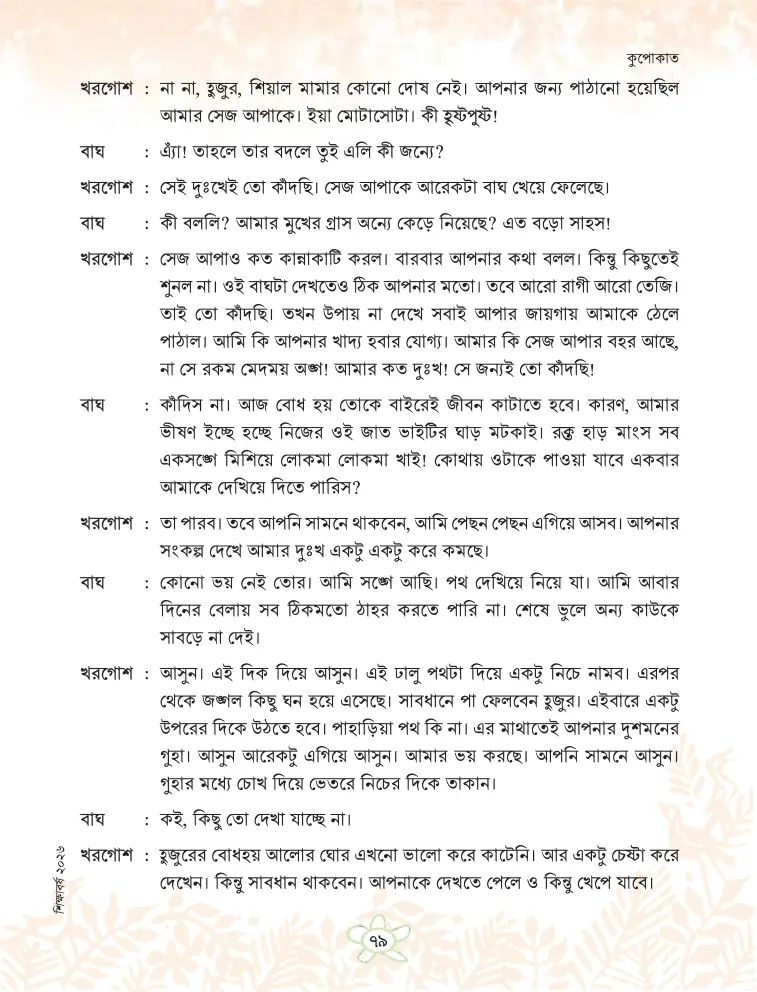 কুপোকাত
খরগোশ : না না, হুজুর, শিয়াল মামার কোনো দোষ নেই। আপনার জন্য পাঠানো হয়েছিল
আমার সেজ আপাকে। ইয়া মোটাসোটা। কী হৃষ্টপুষ্ট!
বাঘ : এ্যাঁ! তাহলে তার বদলে তুই এলি কী জন্যে?
খরগোশ : সেই দুঃখেই তো কাঁদছি। সেজ আপাকে আরেকটা বাঘ খেয়ে ফেলেছে।
বাঘ : কী বললি? আমার মুখের গ্রাস অন্যে কেড়ে নিয়েছে? এত বড়ো সাহস!
খরগোশ : সেজ আপাও কত কান্নাকাটি করল। বারবার আপনার কথা বলল। কিন্তু কিছুতেই
শুনল না। ওই বাঘটা দেখতেও ঠিক আপনার মতো। তবে আরো রাগী আরো তেজি।
তাই তো কাঁদছি। তখন উপায় না দেখে সবাই আপার জায়গায় আমাকে ঠেলে
পাঠাল। আমি কি আপনার খাদ্য হবার যোগ্য। আমার কি সেজ আপার বহর আছে,
না সে রকম মেদময় অঙ্গ! আমার কত দুঃখ! সে জন্যই তো কাঁদছি!
বাঘ : কাঁদিস না। আজ বোধ হয় তোকে বাইরেই জীবন কাটাতে হবে। কারণ, আমার
ভীষণ ইচ্ছে হচ্ছে নিজের ওই জাত ভাইটির ঘাড় মটকাই। রক্ত হাড় মাংস সব
একসঙ্গে মিশিয়ে লোকমা লোকমা খাই! কোথায় ওটাকে পাওয়া যাবে একবার
আমাকে দেখিয়ে দিতে পারিস?
খরগোশ : তা পারব। তবে আপনি সামনে থাকবেন, আমি পেছন পেছন এগিয়ে আসব। আপনার
সংকল্প দেখে আমার দুঃখ একটু একটু করে কমছে।
বাঘ : কোনো ভয় নেই তোর। আমি সঙ্গে আছি। পথ দেখিয়ে নিয়ে যা। আমি আবার
দিনের বেলায় সব ঠিকমতো ঠাহর করতে পারি না। শেষে ভুলে অন্য কাউকে
সাবড়ে না দেই।
খরগোশ : আসুন। এই দিক দিয়ে আসুন। এই ঢালু পথটা দিয়ে একটু নিচে নামব। এরপর
থেকে জঙ্গল কিছু ঘন হয়ে এসেছে। সাবধানে পা ফেলবেন হুজুর। এইবারে একটু
উপরের দিকে উঠতে হবে। পাহাড়িয়া পথ কি না। এর মাথাতেই আপনার দুশমনের
গুহা। আসুন আরেকটু এগিয়ে আসুন। আমার ভয় করছে। আপনি সামনে আসুন।
গুহার মধ্যে চোখ দিয়ে ভেতরে নিচের দিকে তাকান।
বাঘ : কই, কিছু তো দেখা যাচ্ছে না।
খরগোশ : হুজুরের বোধহয় আলোর ঘোর এখনো ভালো করে কাটেনি। আর একটু চেষ্টা করে
দেখেন। কিন্তু সাবধান থাকবেন। আপনাকে দেখতে পেলে ও কিন্তু খেপে যাবে।
শিক্ষাবর্ষ ২০২৬
৭৯